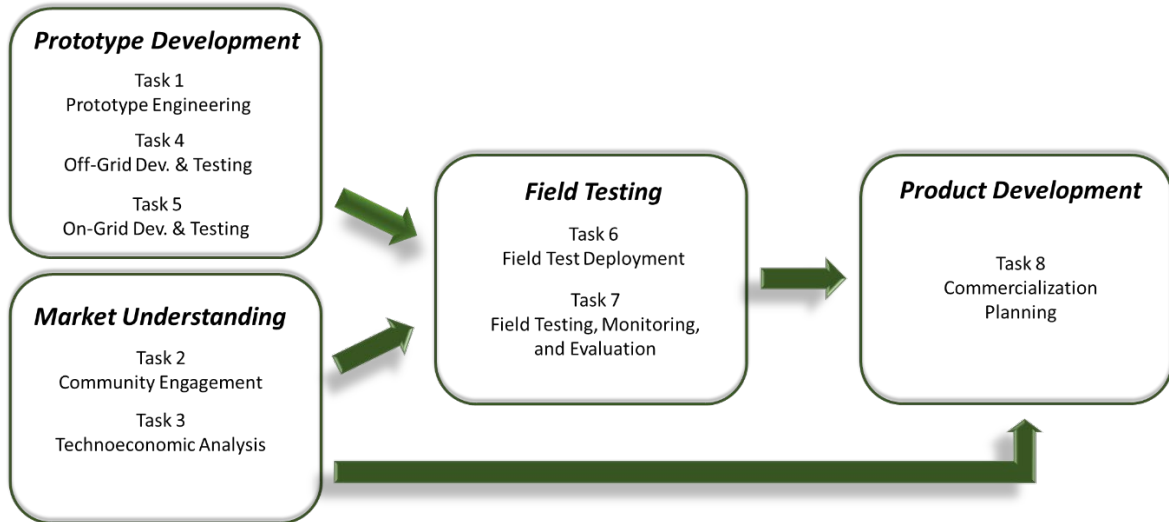 Prototype Development
Task 1
Prototype Engineering
Task 4
Off-Grid Dev. & Testing
Task 5
On-Grid Dev. & Testing
Market Understanding
Task 2
Community Engagement
Task 3
Technoeconomic Analysis
Field Testing
Task 6
Field Test Deployment
Task 7
Field Testing, Monitoring,
and Evaluation
Product Development
Task 8
Commercialization
Planning